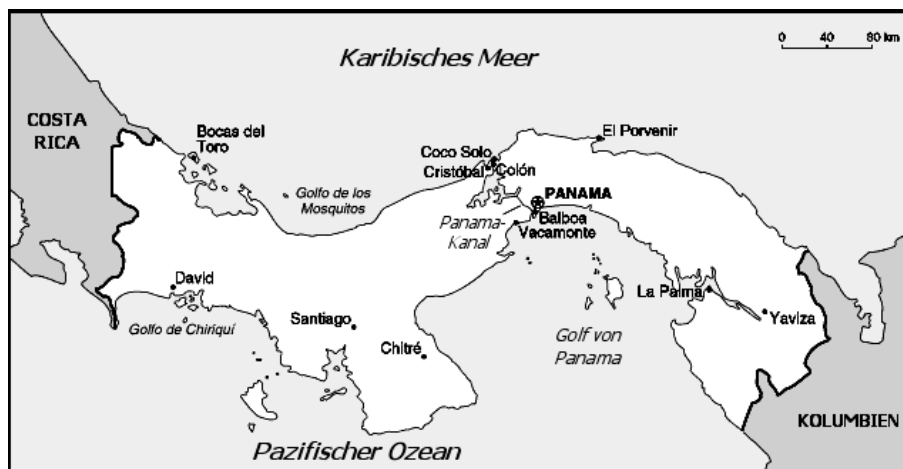 Karibisches Meer
0 40 80 km
COSTA
RICA
Bocas del
Toro
El Porvenir
Coco Solo
Cristóbal
Colón
Golfo de los
Mosquitos
PANAMA
Panama-
Kanal
Balboa
Vacamonte
David
La Palma
Yaviza
Golfo de Chiriquí
Santiago
Chitré
Golf von
Panama
KOLUMBIEN
Pazifischer Ozean